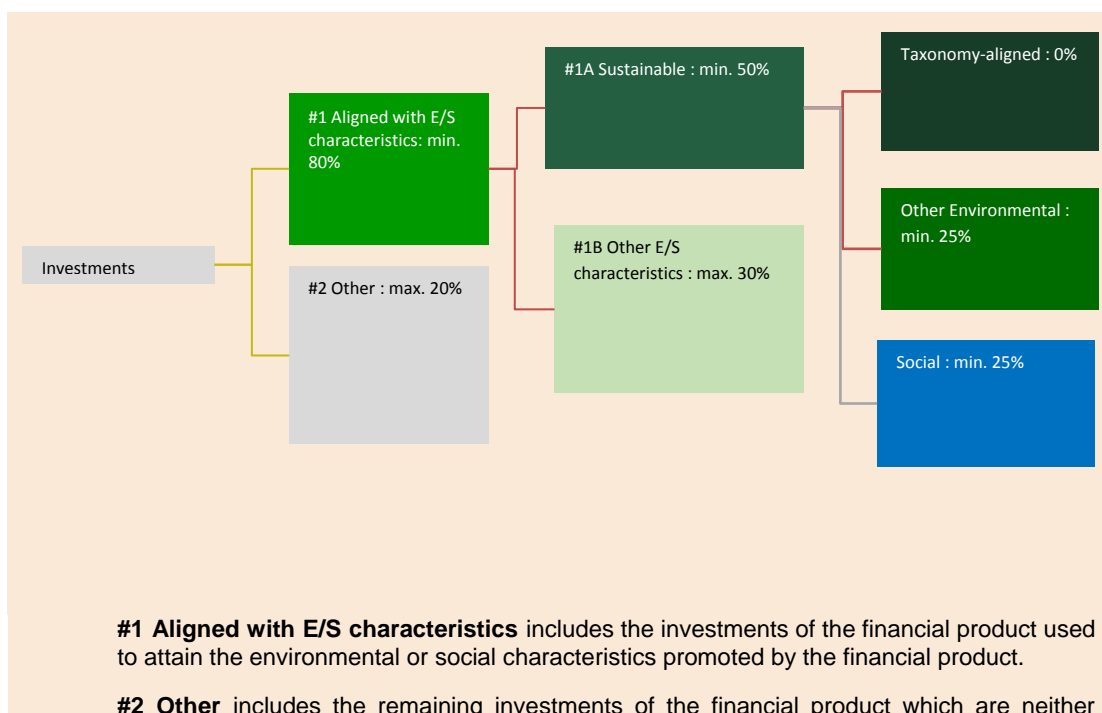 Investments
#1 Aligned with E/S
characteristics: min.
80%
#2 Other : max. 20%
#1A Sustainable : min. 50%
#1B Other E/S
characteristics : max. 30%
Taxonomy-aligned : 0%
Other Environmental :
min. 25%
Social : min. 25%
#1 Aligned with E/S characteristics includes the investments of the financial product used
to attain the environmental or social characteristics promoted by the financial product.
#2 Other includes the remaining investments of the financial product which are neither